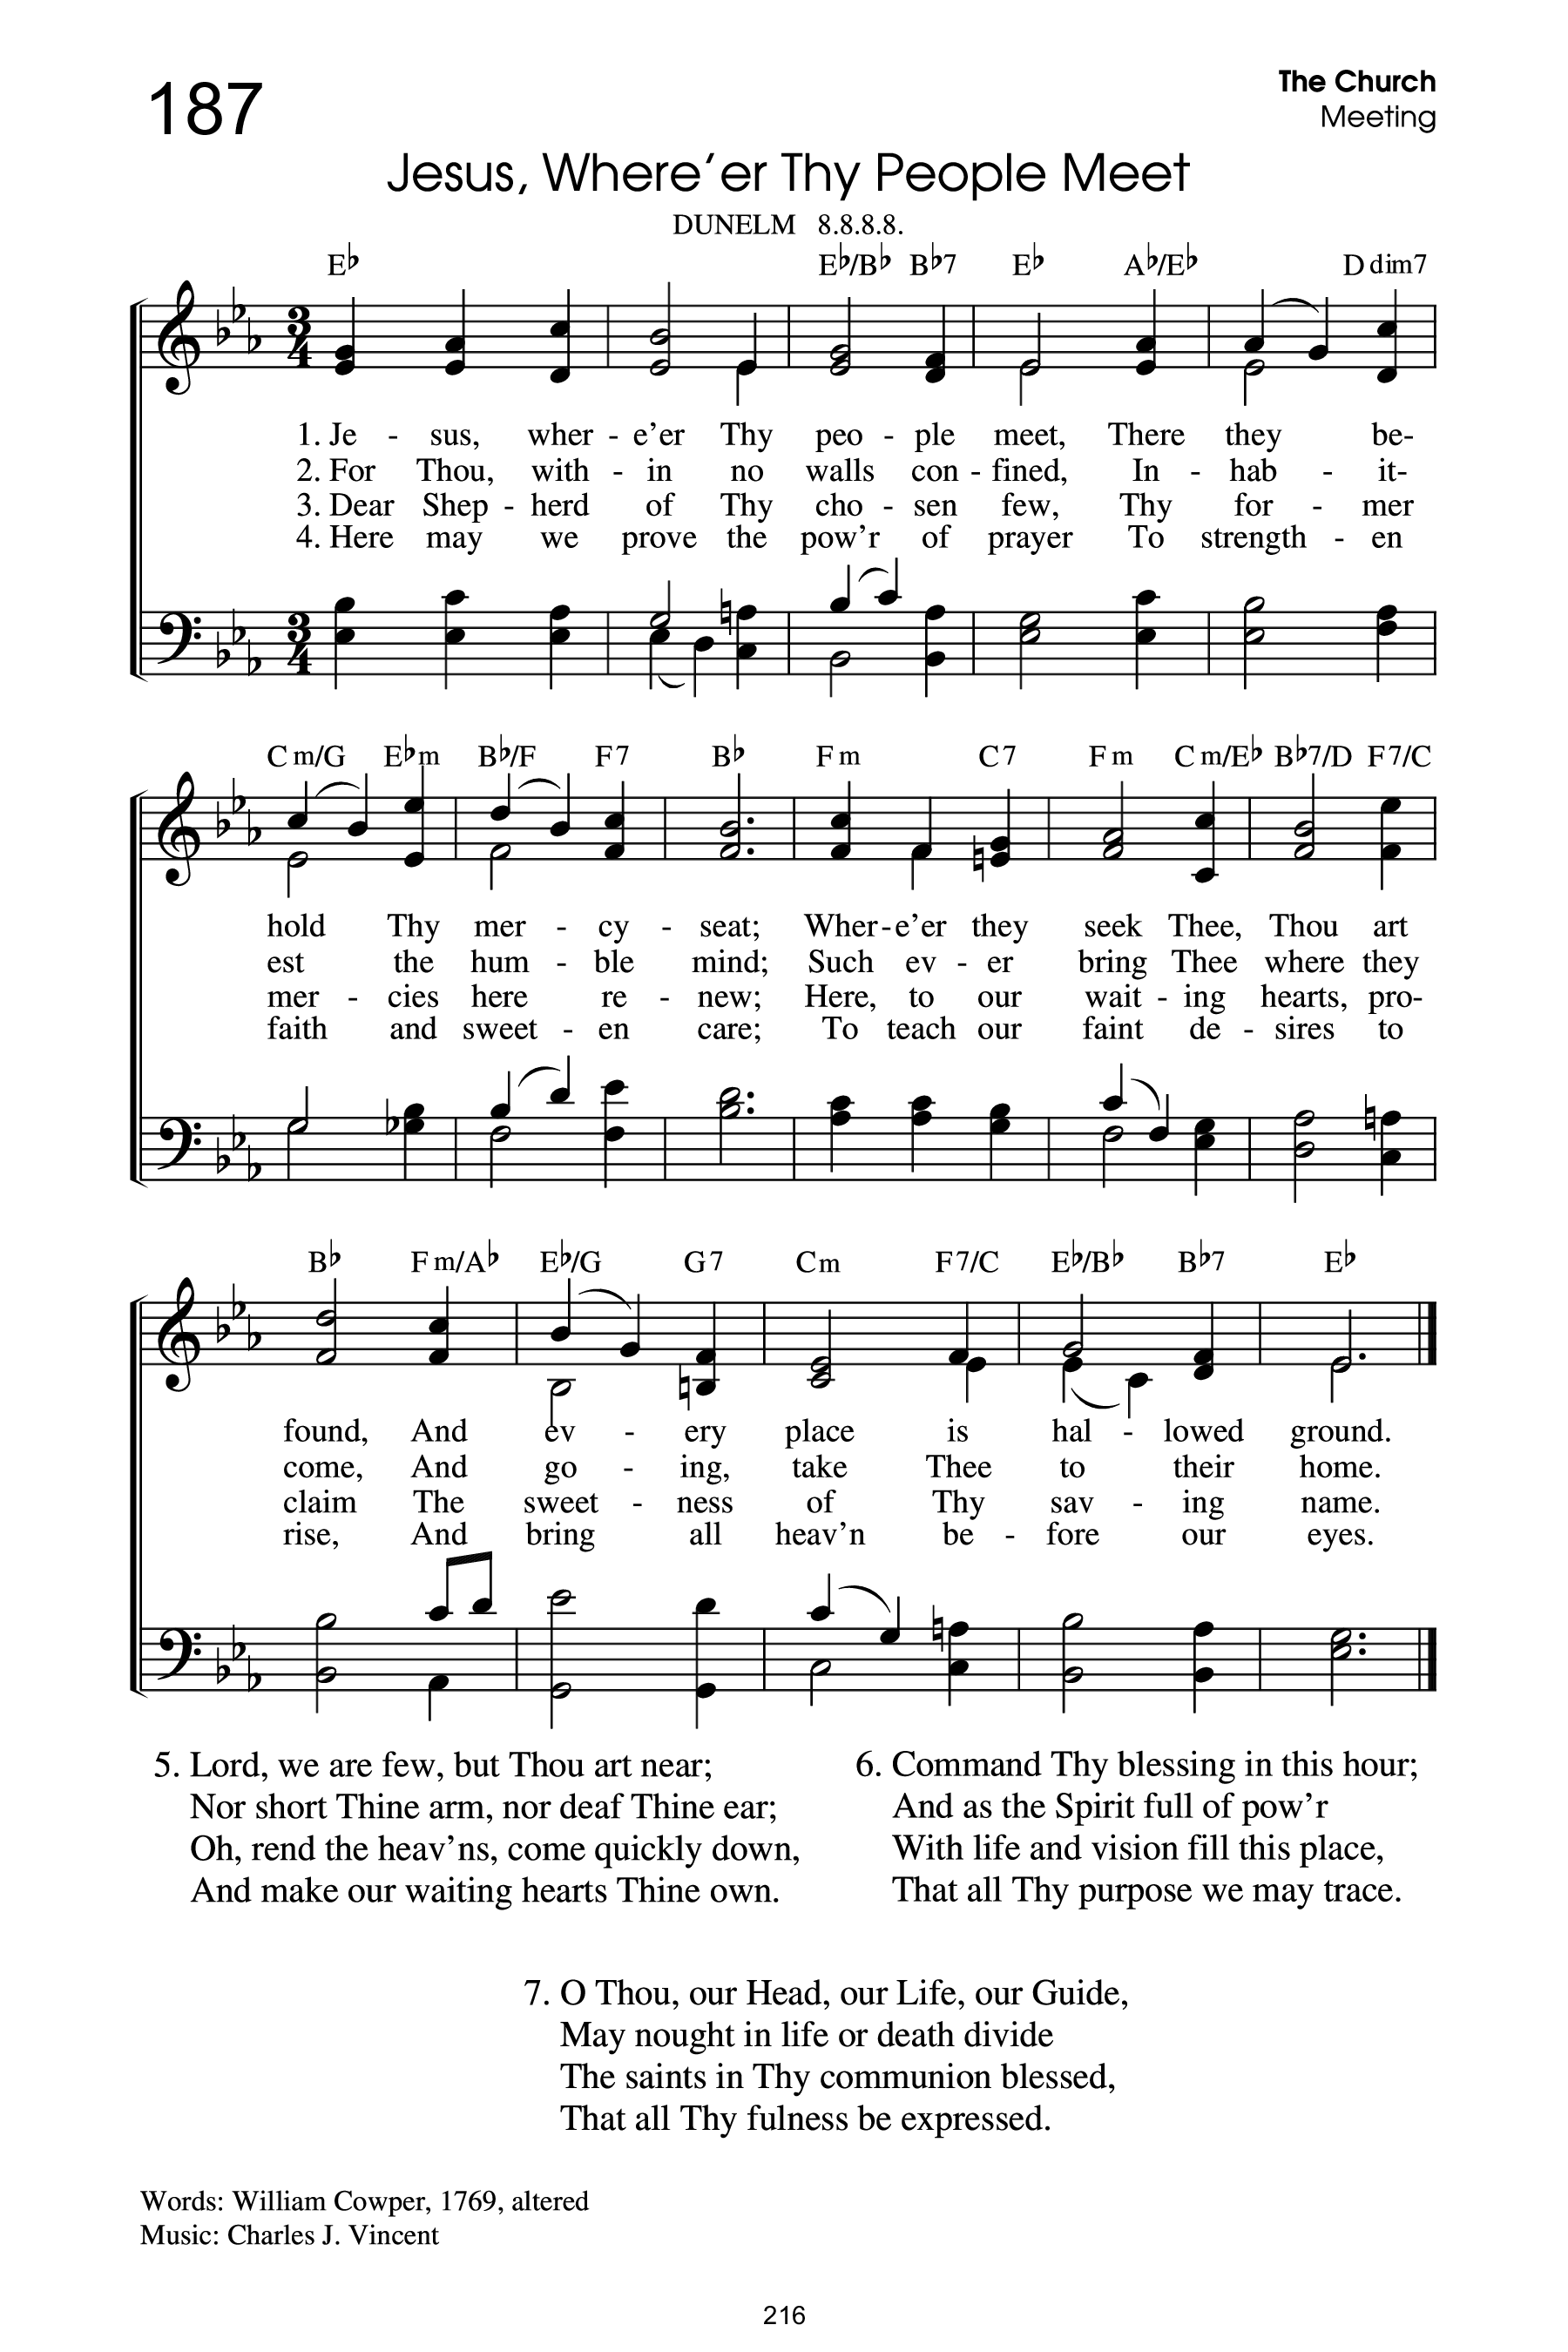 187
The Church
Meeting
Jesus, Where’er Thy People Meet
DUNELM 8.8.8.8.
E♭ E♭/B♭ B♭7 E♭ A♭/E♭ D dim7
1. Je - sus, wher - e’er Thy peo - ple meet, There they be-
2. For Thou, with - in no walls con - fined, In - hab - it-
3. Dear Shep - herd of Thy cho - sen few, Thy for - mer
4. Here may we prove the pow’r of prayer To strength - en
C m/G E♭m B♭/F F7 B♭ F m C 7 F m C m/E♭ B♭7/D F7/C
hold Thy mer - cy - seat; Wher - e’er they seek Thee, Thou art
est the hum - ble mind; Such ev - er bring Thee where they
mer - cies here re - new; Here, to our wait - ing hearts, pro-
faith and sweet - en care; To teach our faint de - sires to
B♭ F m/A♭ E♭/G G7 C m F7/C E♭/B♭ B♭7 E♭
found, And ev - ery place is hal - lowed ground.
come, And go - ing, take Thee to their home.
claim The sweet - ness of Thy sav - ing name.
rise, And bring all heav’n be - fore our eyes.
5. Lord, we are few, but Thou art near;
Nor short Thine arm, nor deaf Thine ear;
Oh, rend the heav’ns, come quickly down,
And make our waiting hearts Thine own.
6. Command Thy blessing in this hour;
And as the Spirit full of pow’r
With life and vision fill this place,
That all Thy purpose we may trace.
7. O Thou, our Head, our Life, our Guide,
May nought in life or death divide
The saints in Thy communion blessed,
That all Thy fulness be expressed.
Words: William Cowper, 1769, altered
Music: Charles J. Vincent
216